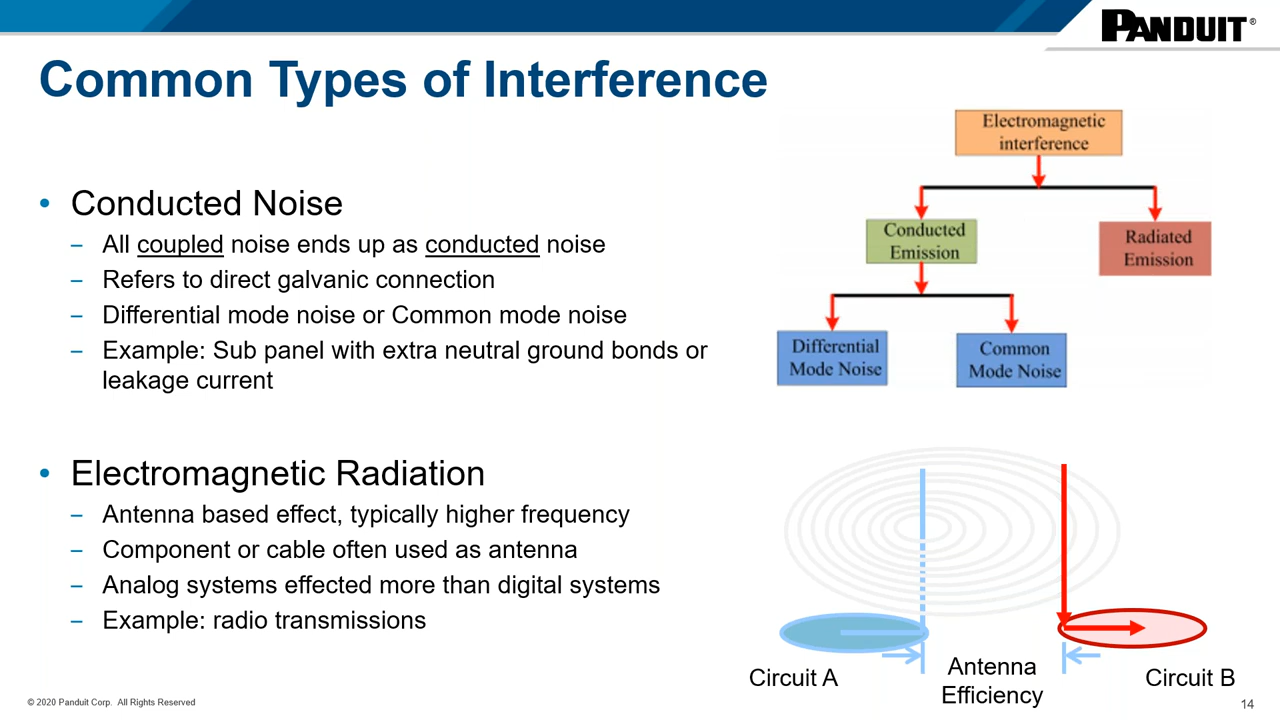 PANDUIT®
Common Types of Interference
• Conducted Noise
– All coupled noise ends up as conducted noise
– Refers to direct galvanic connection
– Differential mode noise or Common mode noise
– Example: Sub panel with extra neutral ground bonds or
leakage current
• Electromagnetic Radiation
– Antenna based effect, typically higher frequency
– Component or cable often used as antenna
– Analog systems effected more than digital systems
– Example: radio transmissions
Electromagnetic
interference
Conducted
Emission
Radiated
Emission
Differential
Mode Noise
Common
Mode Noise
Circuit A
Antenna
Efficiency
Circuit B
© 2020 Panduit Corp. All Rights Reserved
14